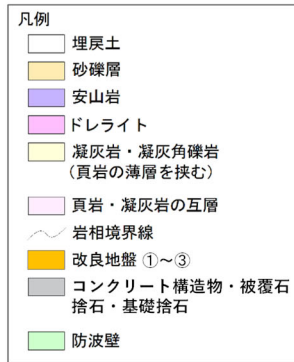 凡例
埋戻土
砂礫層
安山岩
ドレライト
凝灰岩・凝灰角礫岩
(頁岩の薄層を挟む)
頁岩・凝灰岩の互層
岩相境界線
改良地盤 ①~③
コンクリート構造物・被覆石
捨石・基礎捨石
防波壁